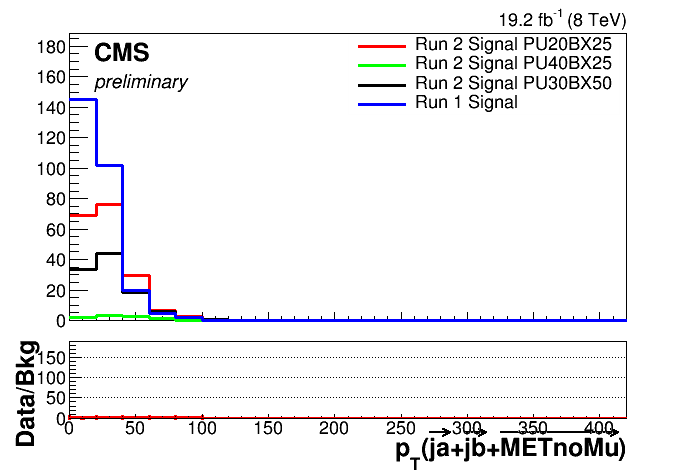 19.2 fb⁻¹ (8 TeV)
CMS
preliminary
Run 2 Signal PU20BX25
Run 2 Signal PU40BX25
Run 2 Signal PU30BX50
Run 1 Signal
180
160
140
120
100
80
60
40
20
0
Data/Bkg
150
100
50
0
0 50 100 150 200 250 300 350 400
p_T(ja+jb+METnoMu)